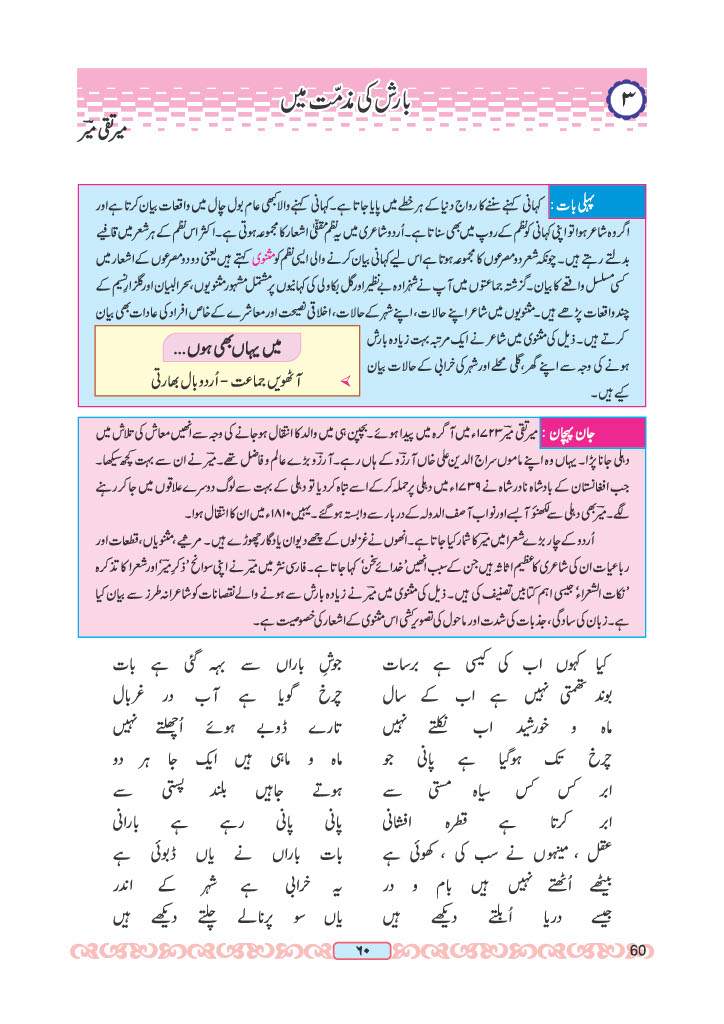 ۳
بارش کی مذمّت میں
میر تقی میرؔ
پہلی بات : کہانی کہنے سننے کا رواج دنیا کے ہر خطے میں پایا جاتا ہے۔ کہانی کہنے والا کبھی عام بول چال میں واقعات بیان کرتا ہے اور
اگر وہ شاعر ہوا تو اپنی کہانی کو نظم کے روپ میں بھی سناتا ہے۔ اُردو شاعری میں یہ نظم مقفّیٰ اشعار کا مجموعہ ہوتی ہے۔ اکثر اس نظم کے ہر شعر میں قافیے
بدلتے رہتے ہیں۔ چونکہ شعر دو مصرعوں کا مجموعہ ہوتا ہے اس لیے کہانی بیان کرنے والی ایسی نظم کو مثنوی کہتے ہیں یعنی دو دو مصرعوں کے اشعار میں
کسی مسلسل واقعے کا بیان۔ گزشتہ جماعتوں میں آپ نے شہزادہ بے نظیر اور گل بکاولی کی کہانیوں پر مشتمل مشہور مثنویوں، سحرالبیان اور گلزارِ نسیم کے
چند واقعات پڑھے ہیں۔ مثنویوں میں شاعر اپنے حالات، اپنے شہر کے حالات، اخلاقی نصیحت اور معاشرے کے خاص افراد کی عادات بھی بیان
کرتے ہیں۔ ذیل کی مثنوی میں شاعر نے ایک مرتبہ بہت زیادہ بارش
ہونے کی وجہ سے اپنے گھر، گلی محلے اور شہر کی خرابی کے حالات بیان
کیے ہیں۔
میں یہاں بھی ہوں...
آٹھویں جماعت - اُردو بال بھارتی
جان پہچان : میر تقی میرؔ ۱۷۲۳ء میں آگرہ میں پیدا ہوئے۔ بچپن ہی میں والد کا انتقال ہو جانے کی وجہ سے انھیں معاش کی تلاش میں
دہلی جانا پڑا۔ یہاں وہ اپنے ماموں سراج الدین علی خاں آرزوؔ کے ہاں رہے۔ آرزوؔ بڑے عالم و فاضل تھے۔ میرؔ نے ان سے بہت کچھ سیکھا۔
جب افغانستان کے بادشاہ نادر شاہ نے ۱۷۳۹ء میں دہلی پر حملہ کرکے اسے تباہ کر دیا تو دہلی کے بہت سے لوگ دوسرے علاقوں میں جا کر رہنے
لگے۔ میرؔ بھی دہلی سے لکھنؤ آ بسے اور نواب آصف الدولہ کے دربار سے وابستہ ہوگئے۔ یہیں ۱۸۱۰ء میں ان کا انتقال ہوا۔
اُردو کے چار بڑے شعرا میں میرؔ کا شمار کیا جاتا ہے۔ انھوں نے غزلوں کے چھے دیوان یادگار چھوڑے ہیں۔ مرثیے، مثنویاں، قطعات اور
رباعیات ان کی شاعری کا عظیم اثاثہ ہیں جن کے سبب انھیں ’خدائے سخن‘ کہا جاتا ہے۔ فارسی نثر میں میرؔ نے اپنی سوانح ’ذکرِ میرؔ‘ اور شعرا کا تذکرہ
’نکات الشعراء‘ جیسی اہم کتابیں تصنیف کی ہیں۔ ذیل کی مثنوی میں میرؔ نے زیادہ بارش سے ہونے والے نقصانات کو شاعرانہ طرز سے بیان کیا
ہے۔ زبان کی سادگی، جذبات کی شدت اور ماحول کی تصویر کشی اس مثنوی کے اشعار کی خصوصیت ہے۔
کیا کہوں اب کی کیسی ہے برسات جوشِ باراں سے بہہ گئی ہے بات
بوند تھمتی نہیں ہے اب کے سال چرخ گویا ہے آب در غربال
ماہ و خورشید اب نکلتے نہیں تارے ڈوبے ہوئے اُچھلتے نہیں
چرخ تک ہوگیا ہے پانی جو ماہ و ماہی ہیں ایک جا ہر دو
ابر کس کس سیاہ مستی سے ہوتے جاہیں بلند پستی سے
ابر کرتا ہے قطرہ افشانی پانی پانی رہے ہے بارانی
عقل ، مینہوں نے سب کی ، کھوئی ہے بات باراں نے یاں ڈبوئی ہے
بیٹھے اُٹھتے نہیں ہیں بام و در یہ خرابی ہے شہر کے اندر
جیسے دریا اُبلتے دیکھے ہیں یاں سو پرنالے چلتے دیکھے ہیں
۶۰
60